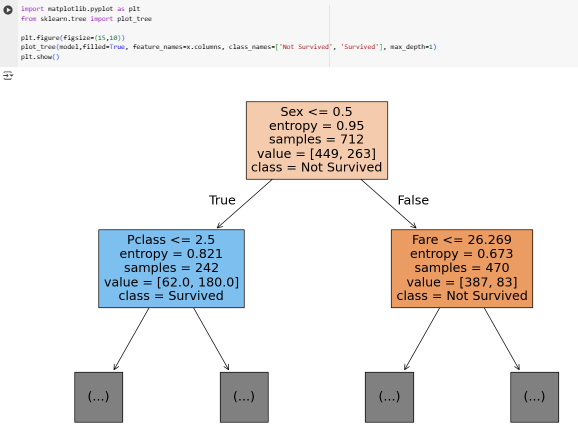 import matplotlib.pyplot as plt
from sklearn.tree import plot_tree
plt.figure(figsize=(15,10))
plot_tree(model,filled=True, feature_names=x.columns, class_names=['Not Survived', 'Survived'], max_depth=1)
plt.show()
Sex <= 0.5
entropy = 0.95
samples = 712
value = [449, 263]
class = Not Survived
True
False
Pclass <= 2.5
entropy = 0.821
samples = 242
value = [62.0, 180.0]
class = Survived
Fare <= 26.269
entropy = 0.673
samples = 470
value = [387, 83]
class = Not Survived
(...)
(...)
(...)
(...)